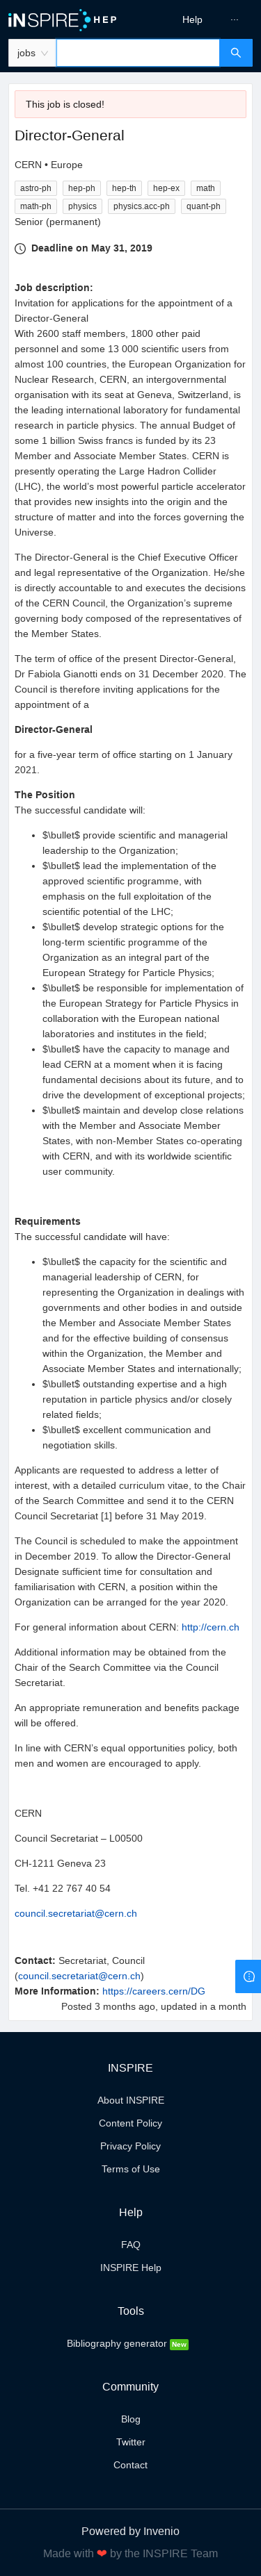 iNSPIRE HEP
Help ···
jobs
This job is closed!
Director-General
CERN • Europe
astro-ph hep-ph hep-th hep-ex math
math-ph physics physics.acc-ph quant-ph
Senior (permanent)
Deadline on May 31, 2019
Job description:
Invitation for applications for the appointment of a
Director-General
With 2600 staff members, 1800 other paid
personnel and some 13 000 scientific users from
almost 100 countries, the European Organization for
Nuclear Research, CERN, an intergovernmental
organisation with its seat at Geneva, Switzerland, is
the leading international laboratory for fundamental
research in particle physics. The annual Budget of
some 1 billion Swiss francs is funded by its 23
Member and Associate Member States. CERN is
presently operating the Large Hadron Collider
(LHC), the world's most powerful particle accelerator
that provides new insights into the origin and the
structure of matter and into the forces governing the
Universe.
The Director-General is the Chief Executive Officer
and legal representative of the Organization. He/she
is directly accountable to and executes the decisions
of the CERN Council, the Organization's supreme
governing body composed of the representatives of
the Member States.
The term of office of the present Director-General,
Dr Fabiola Gianotti ends on 31 December 2020. The
Council is therefore inviting applications for the
appointment of a
Director-General
for a five-year term of office starting on 1 January
2021.
The Position
The successful candidate will:
• $\bullet$ provide scientific and managerial
leadership to the Organization;
• $\bullet$ lead the implementation of the
approved scientific programme, with
emphasis on the full exploitation of the
scientific potential of the LHC;
• $\bullet$ develop strategic options for the
long-term scientific programme of the
Organization as an integral part of the
European Strategy for Particle Physics;
• $\bullet$ be responsible for implementation of
the European Strategy for Particle Physics in
collaboration with the European national
laboratories and institutes in the field;
• $\bullet$ have the capacity to manage and
lead CERN at a moment when it is facing
fundamental decisions about its future, and to
drive the development of exceptional projects;
• $\bullet$ maintain and develop close relations
with the Member and Associate Member
States, with non-Member States co-operating
with CERN, and with its worldwide scientific
user community.
Requirements
The successful candidate will have:
• $\bullet$ the capacity for the scientific and
managerial leadership of CERN, for
representing the Organization in dealings with
governments and other bodies in and outside
the Member and Associate Member States
and for the effective building of consensus
within the Organization, the Member and
Associate Member States and internationally;
• $\bullet$ outstanding expertise and a high
reputation in particle physics and/or closely
related fields;
• $\bullet$ excellent communication and
negotiation skills.
Applicants are requested to address a letter of
interest, with a detailed curriculum vitae, to the Chair
of the Search Committee and send it to the CERN
Council Secretariat [1] before 31 May 2019.
The Council is scheduled to make the appointment
in December 2019. To allow the Director-General
Designate sufficient time for consultation and
familiarisation with CERN, a position within the
Organization can be arranged for the year 2020.
For general information about CERN: http://cern.ch
Additional information may be obtained from the
Chair of the Search Committee via the Council
Secretariat.
An appropriate remuneration and benefits package
will be offered.
In line with CERN's equal opportunities policy, both
men and women are encouraged to apply.
CERN
Council Secretariat – L00500
CH-1211 Geneva 23
Tel. +41 22 767 40 54
council.secretariat@cern.ch
Contact: Secretariat, Council
(council.secretariat@cern.ch)
More Information: https://careers.cern/DG
Posted 3 months ago, updated in a month
INSPIRE
About INSPIRE
Content Policy
Privacy Policy
Terms of Use
Help
FAQ
INSPIRE Help
Tools
Bibliography generator New
Community
Blog
Twitter
Contact
Powered by Invenio
Made with ❤ by the INSPIRE Team